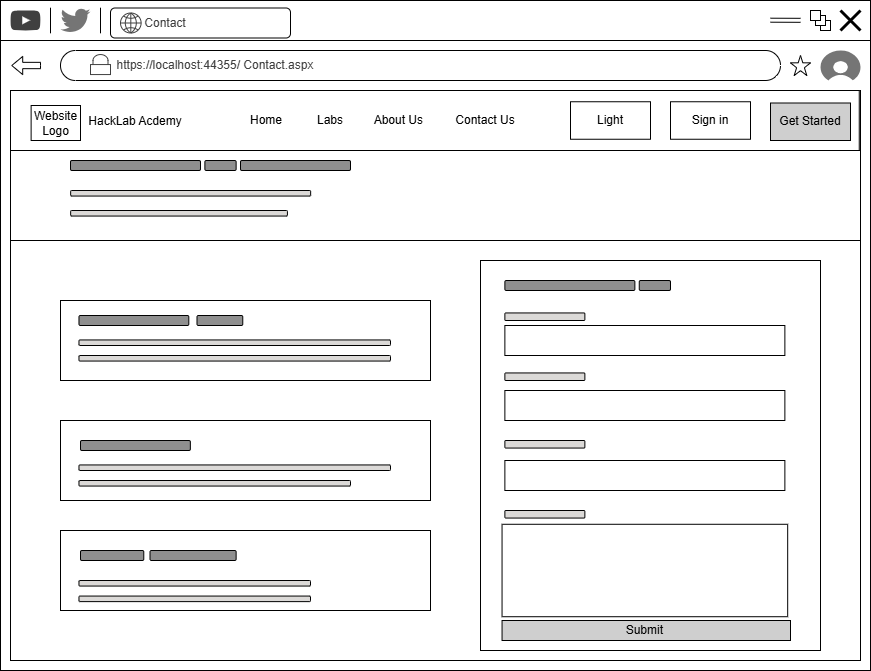 Contact
https://localhost:44355/ Contact.aspx
Website
Logo
HackLab Acdemy
Home
Labs
About Us
Contact Us
Light
Sign in
Get Started
Submit